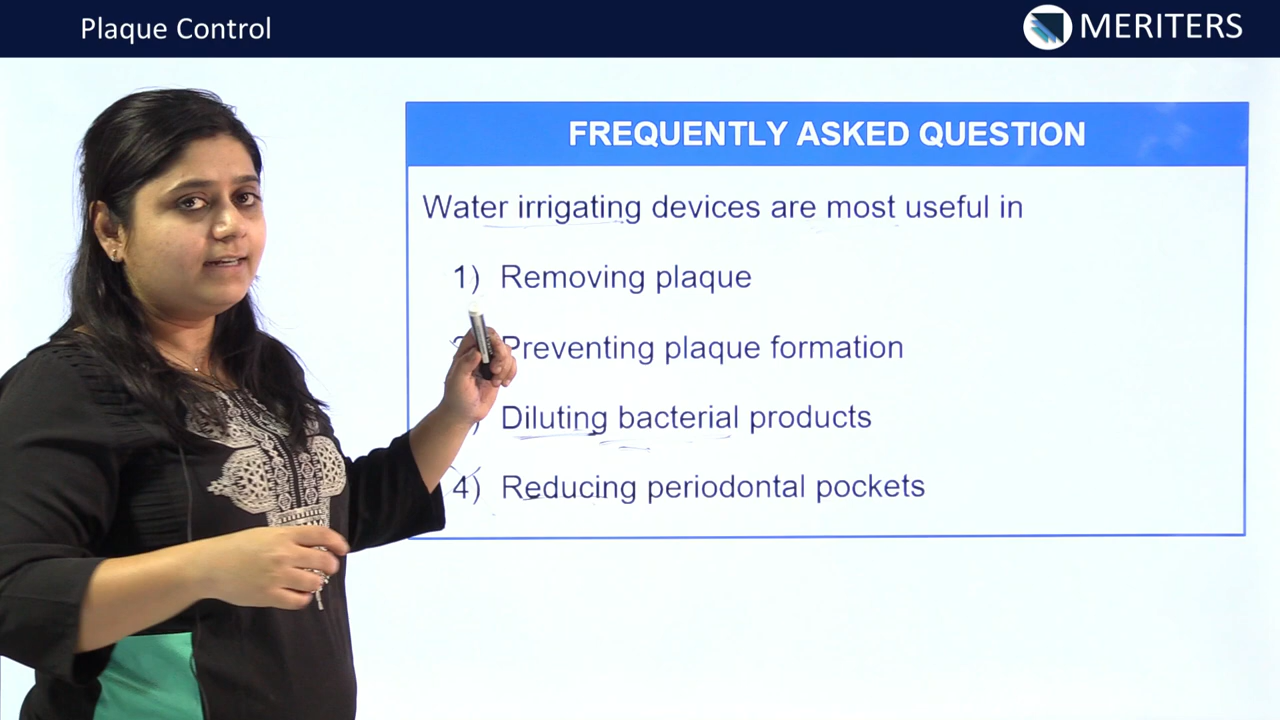 Plaque Control
MERITERS
FREQUENTLY ASKED QUESTION
Water irrigating devices are most useful in
1) Removing plaque
Preventing plaque formation
) Diluting bacterial products
4) Reducing periodontal pockets